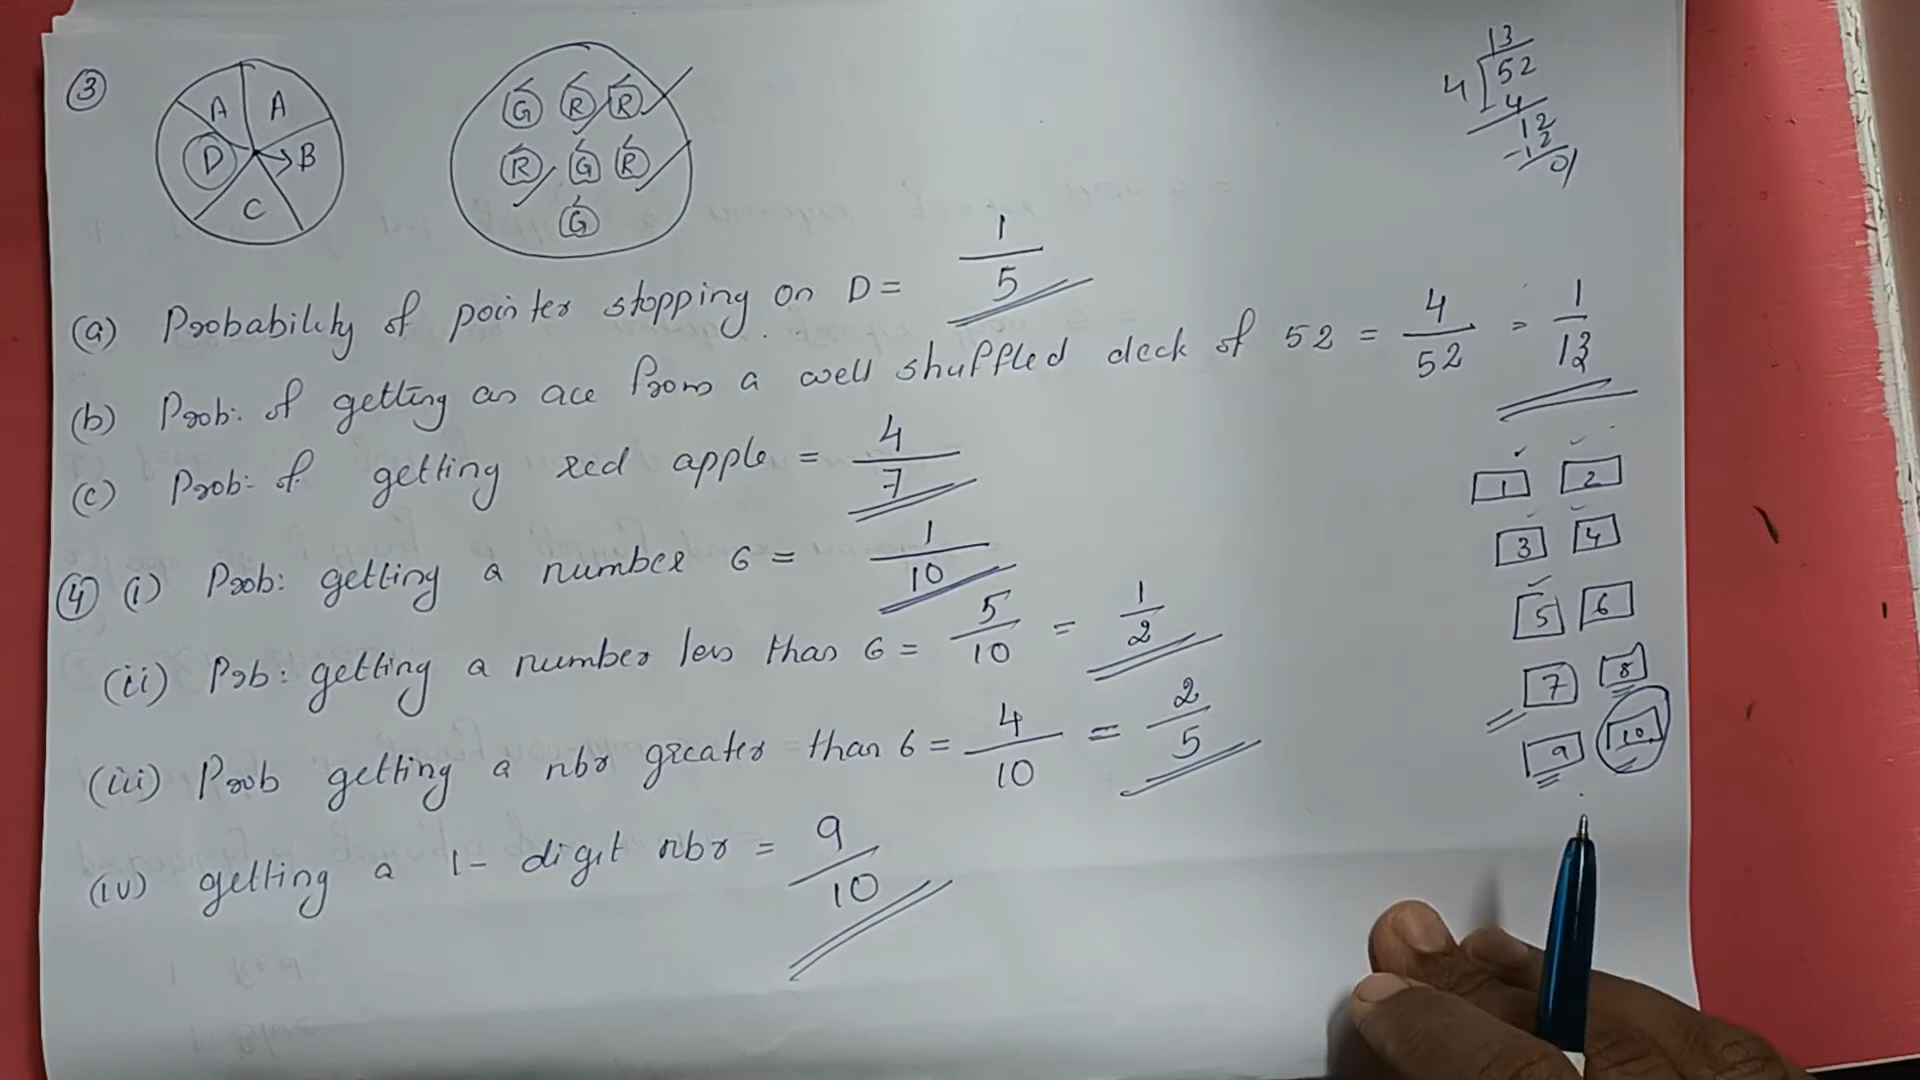 ③
A A
D B
C
G R R
R G R
G
13
4 52
4
12
-12
0
(a) Probability of pointer stopping on D = 1/5
(b) Prob: of getting an ace from a well shuffled deck of 52 = 4/52 = 1/13
(c) Prob: of getting red apple = 4/7
1 2
3 4
5 6
7 8
9 10
④ (i) Prob: getting a number 6 = 1/10
(ii) Prb: getting a number less than 6 = 5/10 = 1/2
(iii) Prob getting a nbr greater than 6 = 4/10 = 2/5
(iv) getting a 1- digit nbr = 9/10